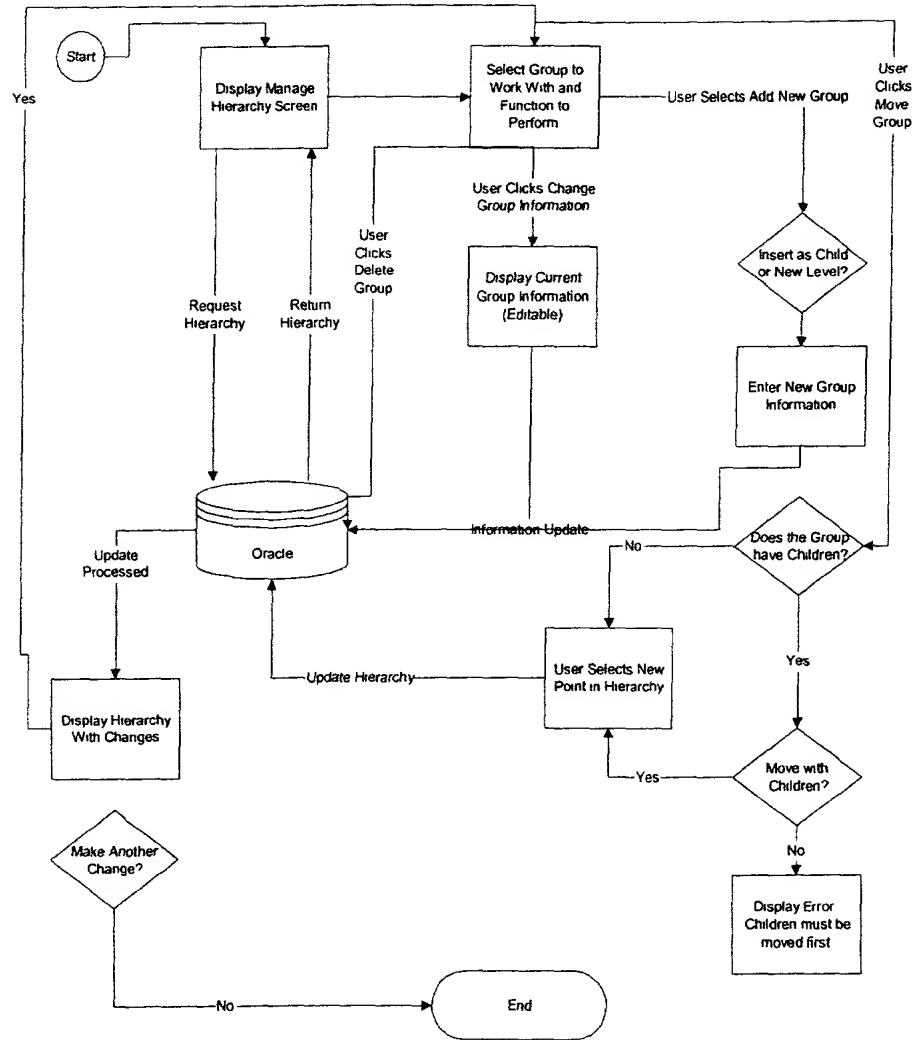 Start
Yes
Display Manage
Hierarchy Screen
Select Group to
Work With and
Function to
Perform
User Selects Add New Group
User
Clicks
Move
Group
User Clicks Change
Group Information
User
Clicks
Delete
Group
Insert as Child
or New Level?
Display Current
Group Information
(Editable)
Request
Hierarchy
Return
Hierarchy
Enter New Group
Information
Information Update
Oracle
Update
Processed
Does the Group
have Children?
No
Yes
User Selects New
Point in Hierarchy
Update Hierarchy
Display Hierarchy
With Changes
Move with
Children?
Yes
No
Make Another
Change?
Display Error
Children must be
moved first
No
End